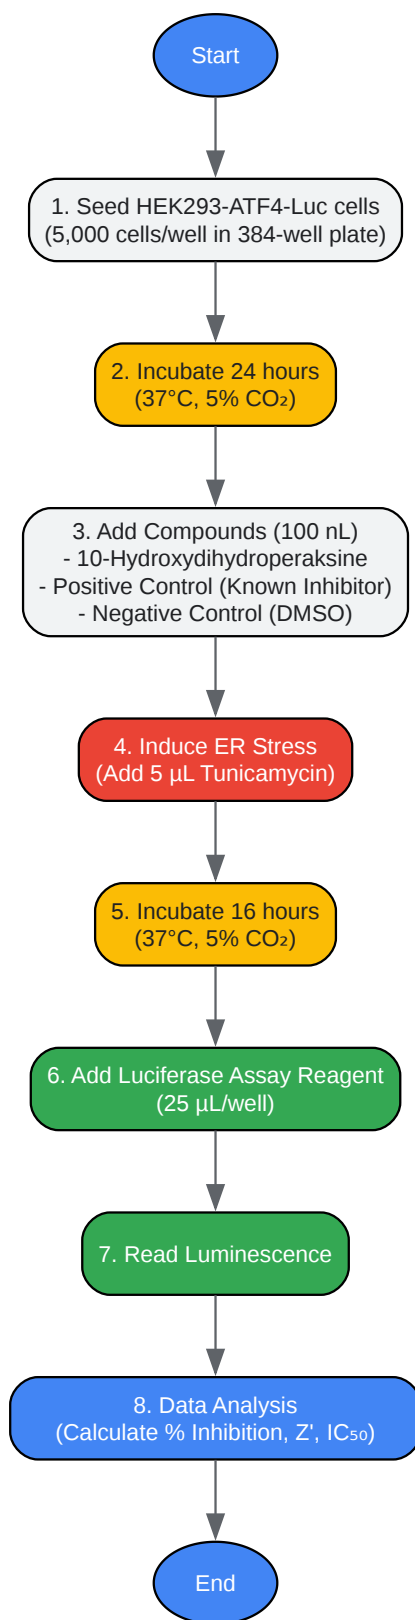 Start
1. Seed HEK293-ATF4-Luc cells
(5,000 cells/well in 384-well plate)
2. Incubate 24 hours
(37°C, 5% CO₂)
3. Add Compounds (100 nL)
- 10-Hydroxydihydroperaksine
- Positive Control (Known Inhibitor)
- Negative Control (DMSO)
4. Induce ER Stress
(Add 5 µL Tunicamycin)
5. Incubate 16 hours
(37°C, 5% CO₂)
6. Add Luciferase Assay Reagent
(25 µL/well)
7. Read Luminescence
8. Data Analysis
(Calculate % Inhibition, Z', IC₅₀)
End